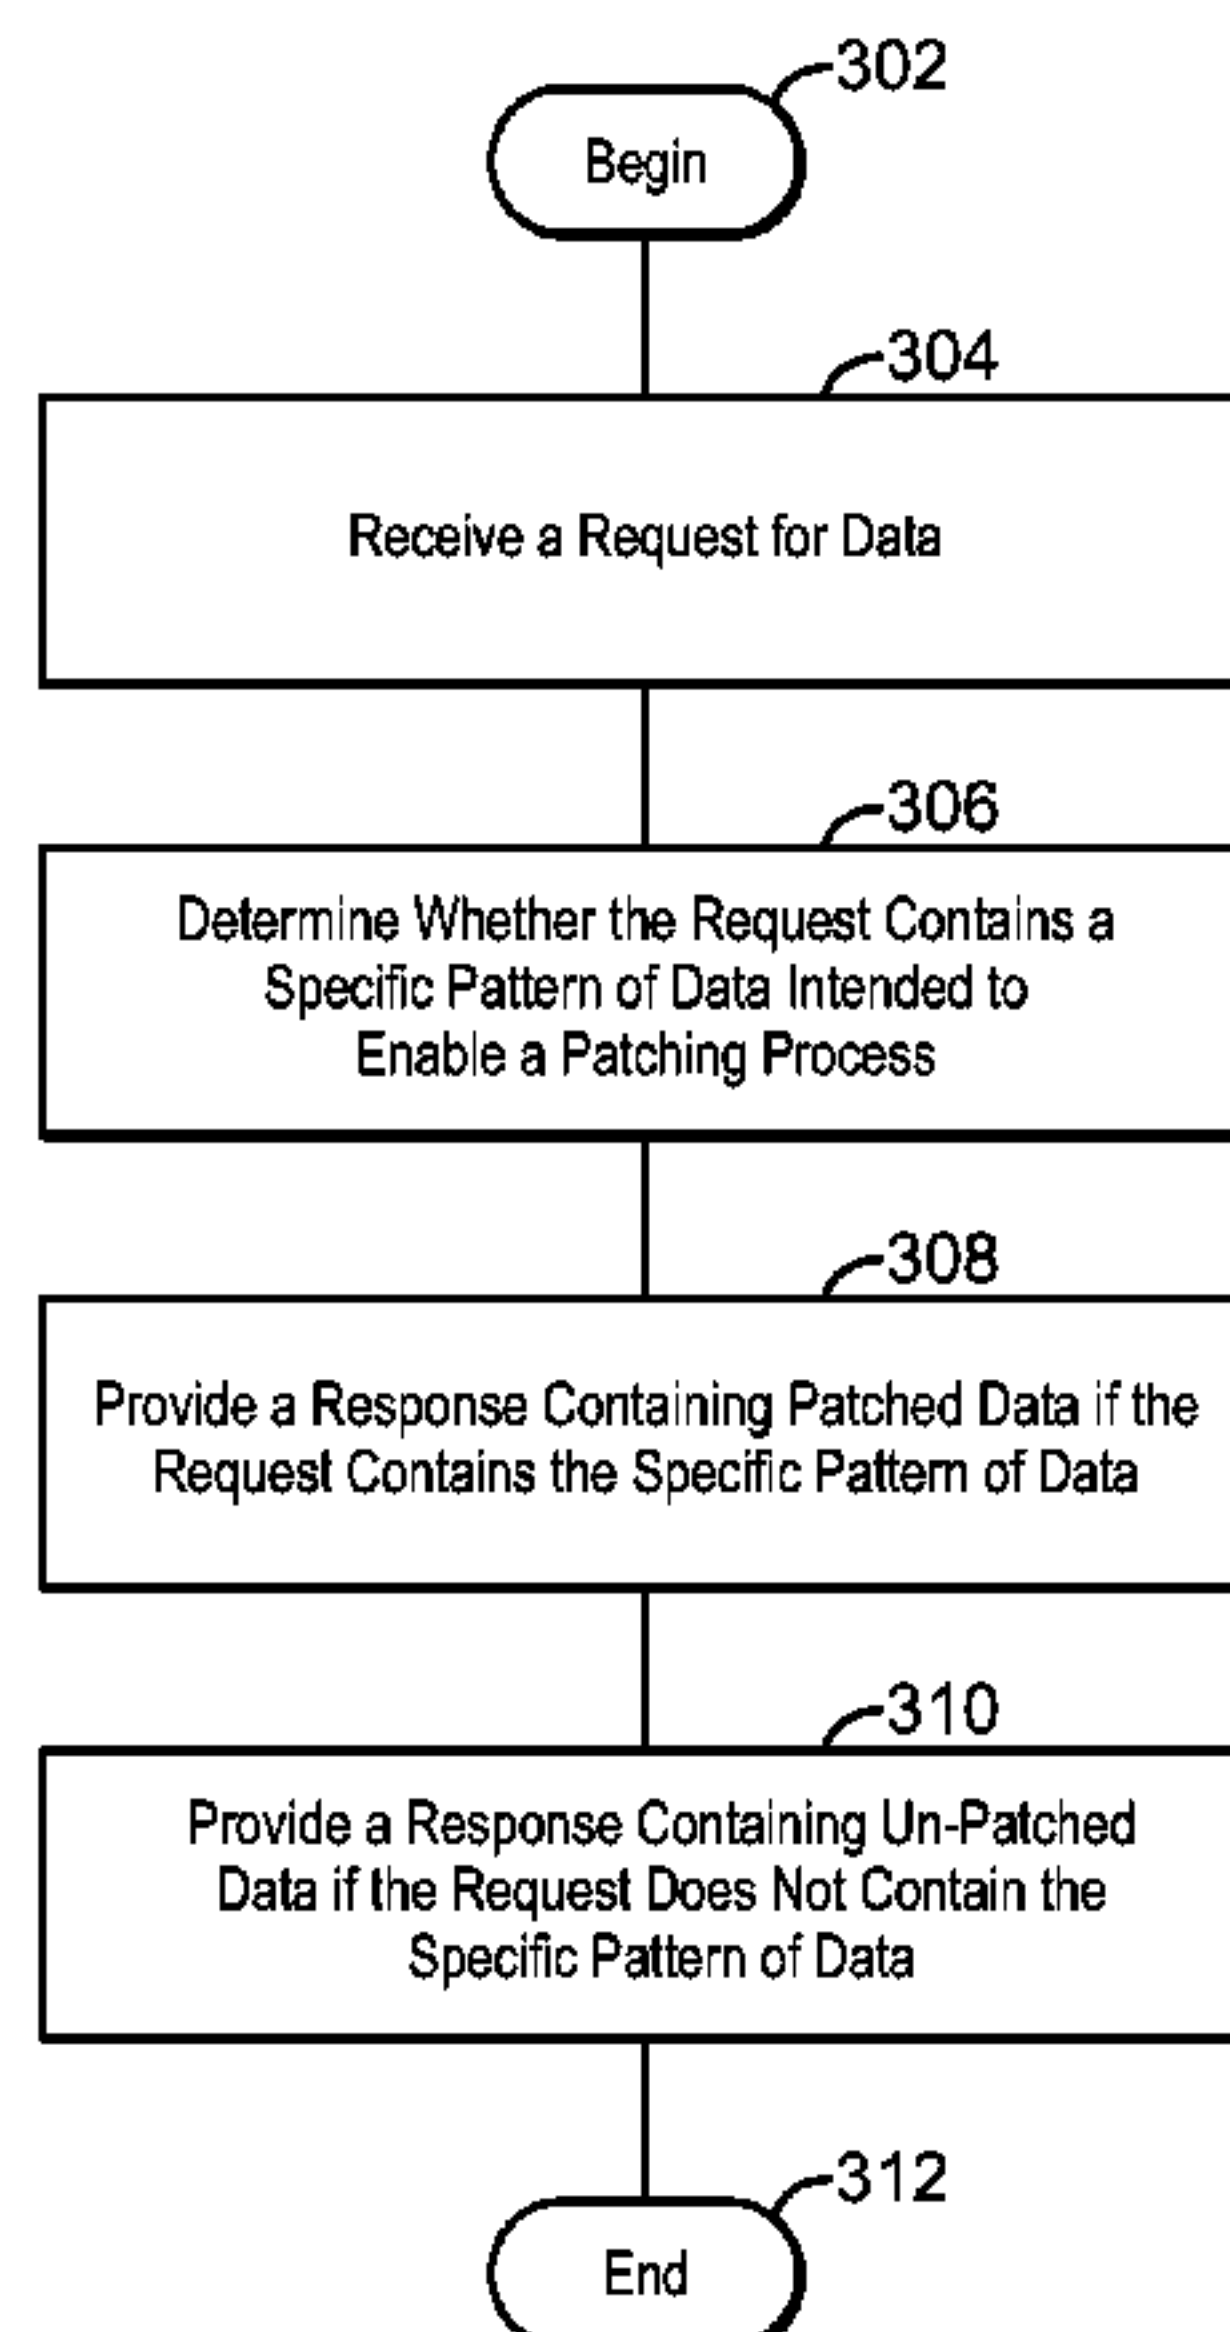 302
Begin
304
Receive a Request for Data
306
Determine Whether the Request Contains a
Specific Pattern of Data Intended to
Enable a Patching Process
308
Provide a Response Containing Patched Data if the
Request Contains the Specific Pattern of Data
310
Provide a Response Containing Un-Patched
Data if the Request Does Not Contain the
Specific Pattern of Data
312
End